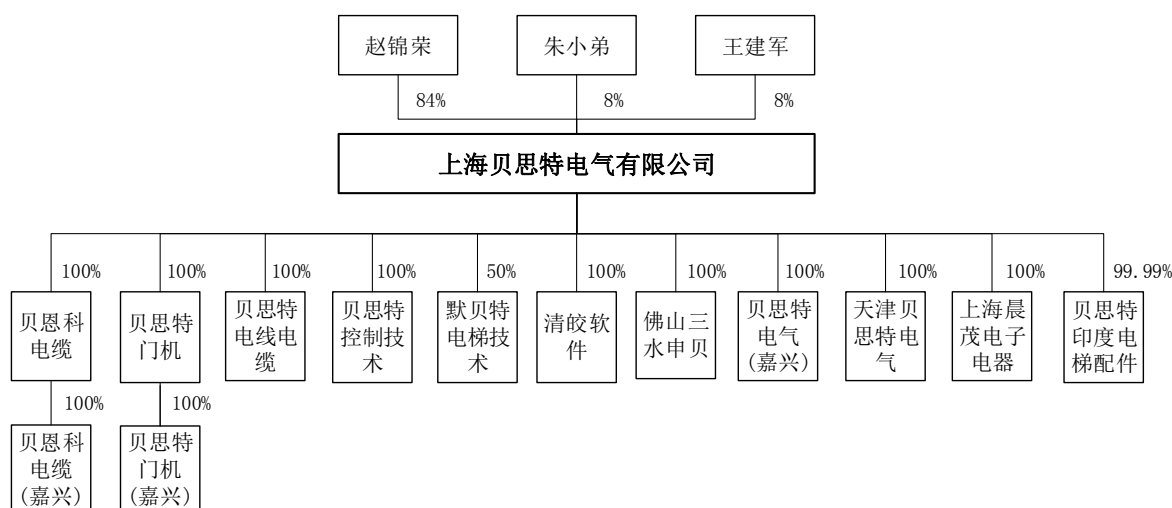 赵锦荣
朱小弟
王建军
84%
8%
8%
上海贝思特电气有限公司
100%
100%
100%
100%
50%
100%
100%
100%
100%
100%
99.99%
贝恩科
电缆
贝思特
门机
贝思特
电线电
缆
贝思特
控制技
术
默贝特
电梯技
术
清皎软
件
佛山三
水申贝
贝思特
电气
(嘉兴)
天津贝
思特电
气
上海晨
茂电子
电器
贝思特
印度电
梯配件
100%
100%
贝恩科
电缆
(嘉兴)
贝思特
门机
(嘉兴)